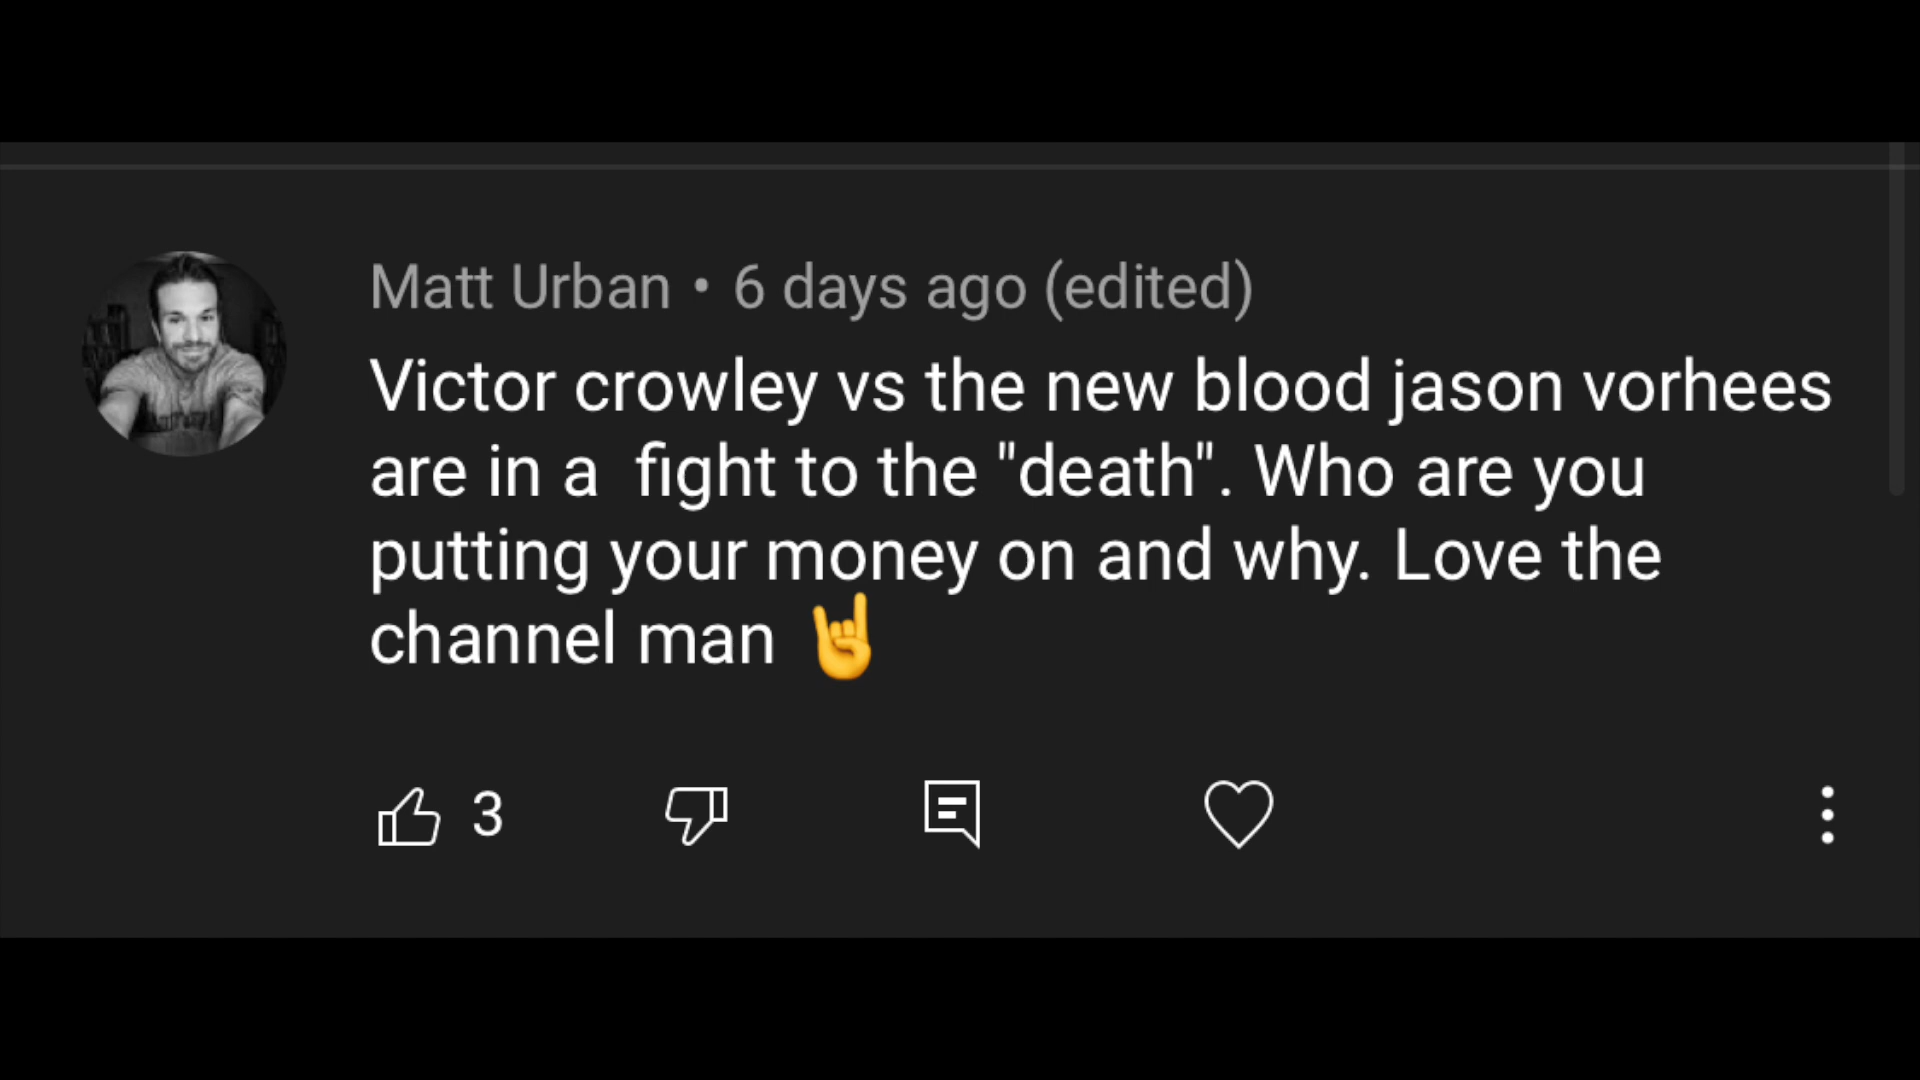 Matt Urban • 6 days ago (edited)
Victor crowley vs the new blood jason vorhees
are in a  fight to the "death". Who are you
putting your money on and why. Love the
channel man 🤘
3